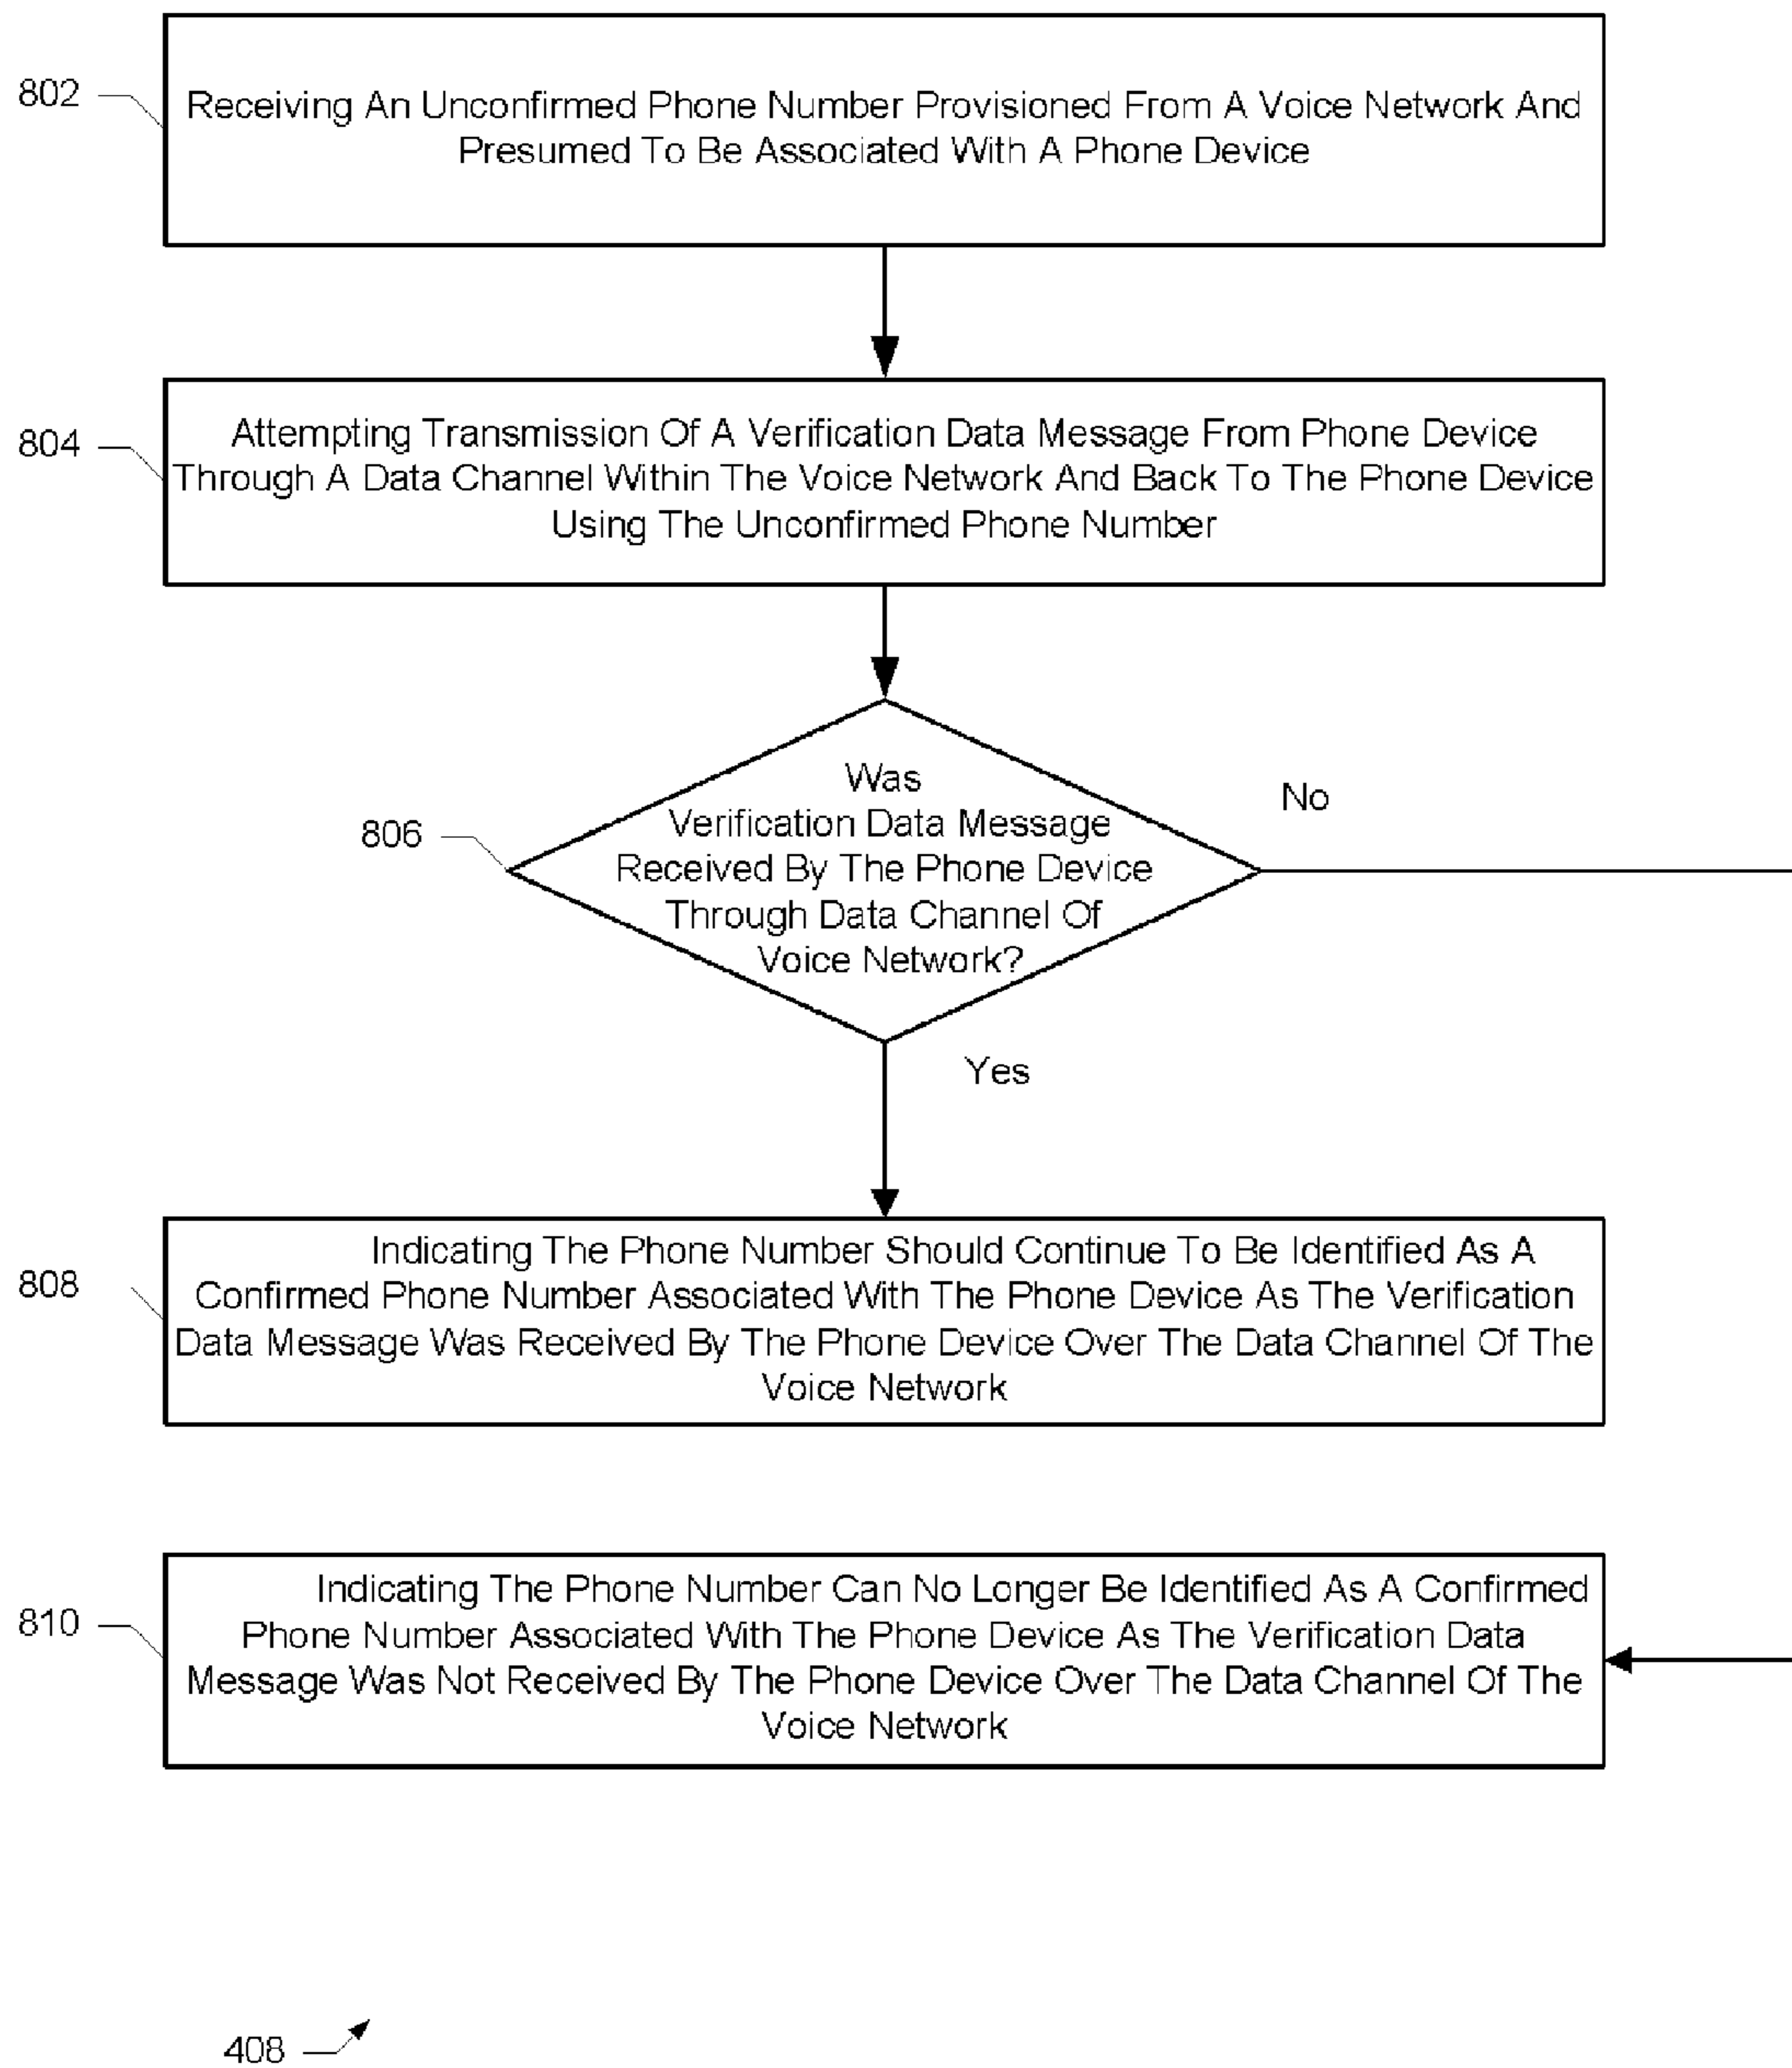 802
Receiving An Unconfirmed Phone Number Provisioned From A Voice Network And
Presumed To Be Associated With A Phone Device
804
Attempting Transmission Of A Verification Data Message From Phone Device
Through A Data Channel Within The Voice Network And Back To The Phone Device
Using The Unconfirmed Phone Number
806
Was
Verification Data Message
Received By The Phone Device
Through Data Channel Of
Voice Network?
No
Yes
808
Indicating The Phone Number Should Continue To Be Identified As A
Confirmed Phone Number Associated With The Phone Device As The Verification
Data Message Was Received By The Phone Device Over The Data Channel Of The
Voice Network
810
Indicating The Phone Number Can No Longer Be Identified As A Confirmed
Phone Number Associated With The Phone Device As The Verification Data
Message Was Not Received By The Phone Device Over The Data Channel Of The
Voice Network
408